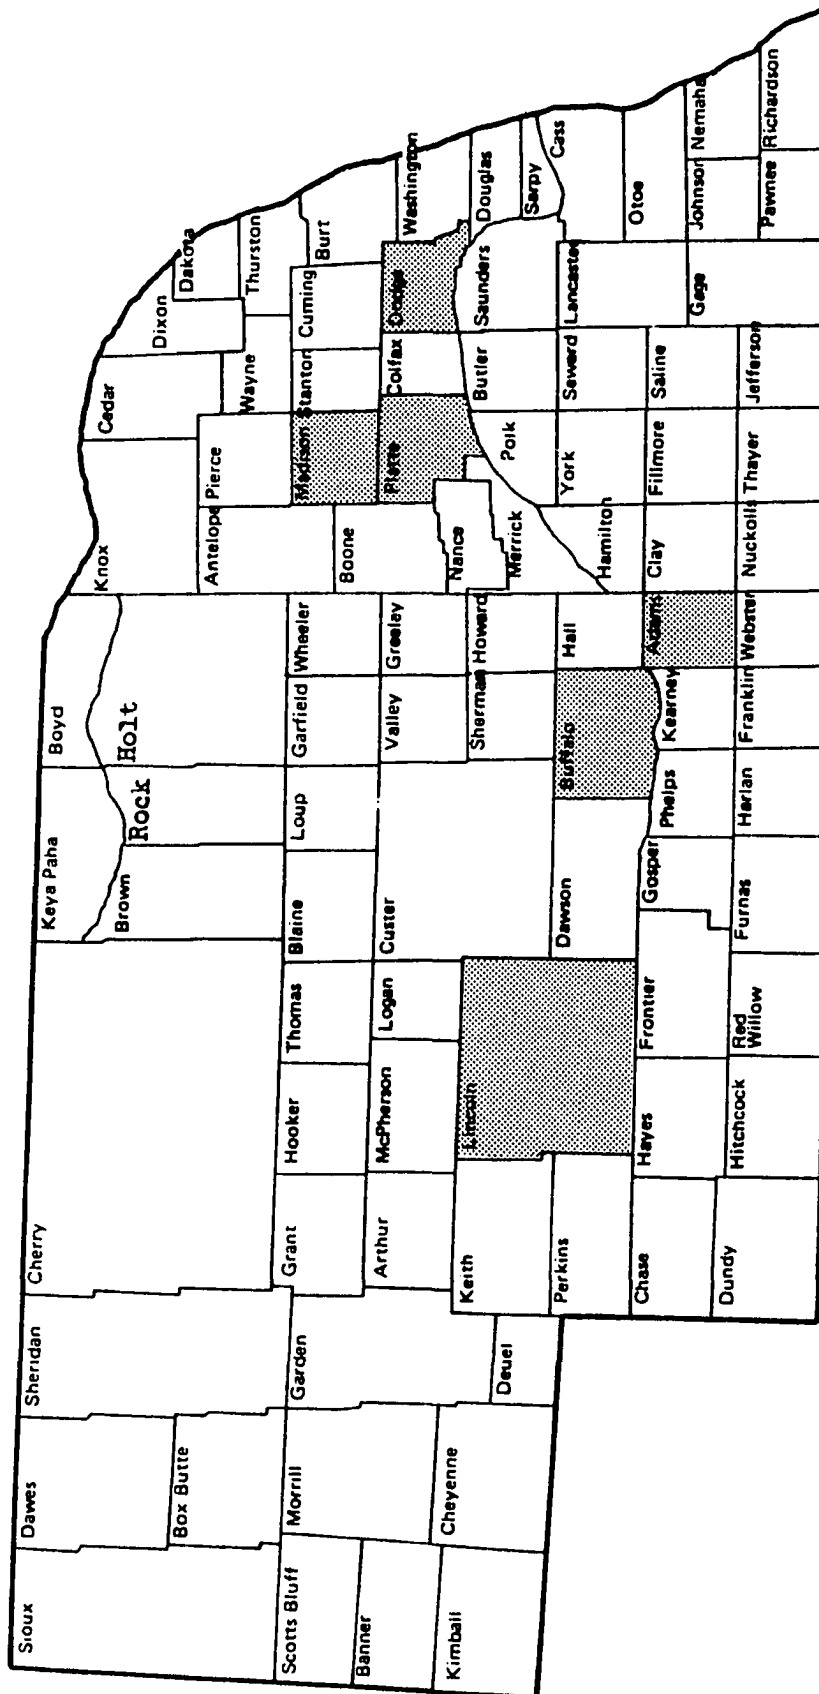 Sioux
Dawes
Sheridan
Cherry
Keya Paha
Boyd
Knox
Cedar
Dixon
Dakota
Brown
Rock
Holt
Antelope
Pierce
Wayne
Thurston
Box Butte
Scotts Bluff
Morrill
Garden
Grant
Hooker
Thomas
Blaine
Loup
Garfield
Wheeler
Boone
Madison
Stanton
Cuming
Burt
Banner
Arthur
McPherson
Logan
Custer
Valley
Greeley
Nance
Platte
Colfax
Dodge
Washington
Kimball
Cheyenne
Deuel
Keith
Lincoln
Sherman
Howard
Merrick
Polk
Butler
Saunders
Douglas
Sarpy
Perkins
Dawson
Buffalo
Hall
Hamilton
York
Seward
Lancaster
Cass
Otoe
Chase
Hayes
Frontier
Gosper
Phelps
Kearney
Adams
Clay
Fillmore
Saline
Gage
Johnson
Nemaha
Dundy
Hitchcock
Red
Willow
Furnas
Harlan
Franklin
Webster
Nuckolls
Thayer
Jefferson
Pawnee
Richardson